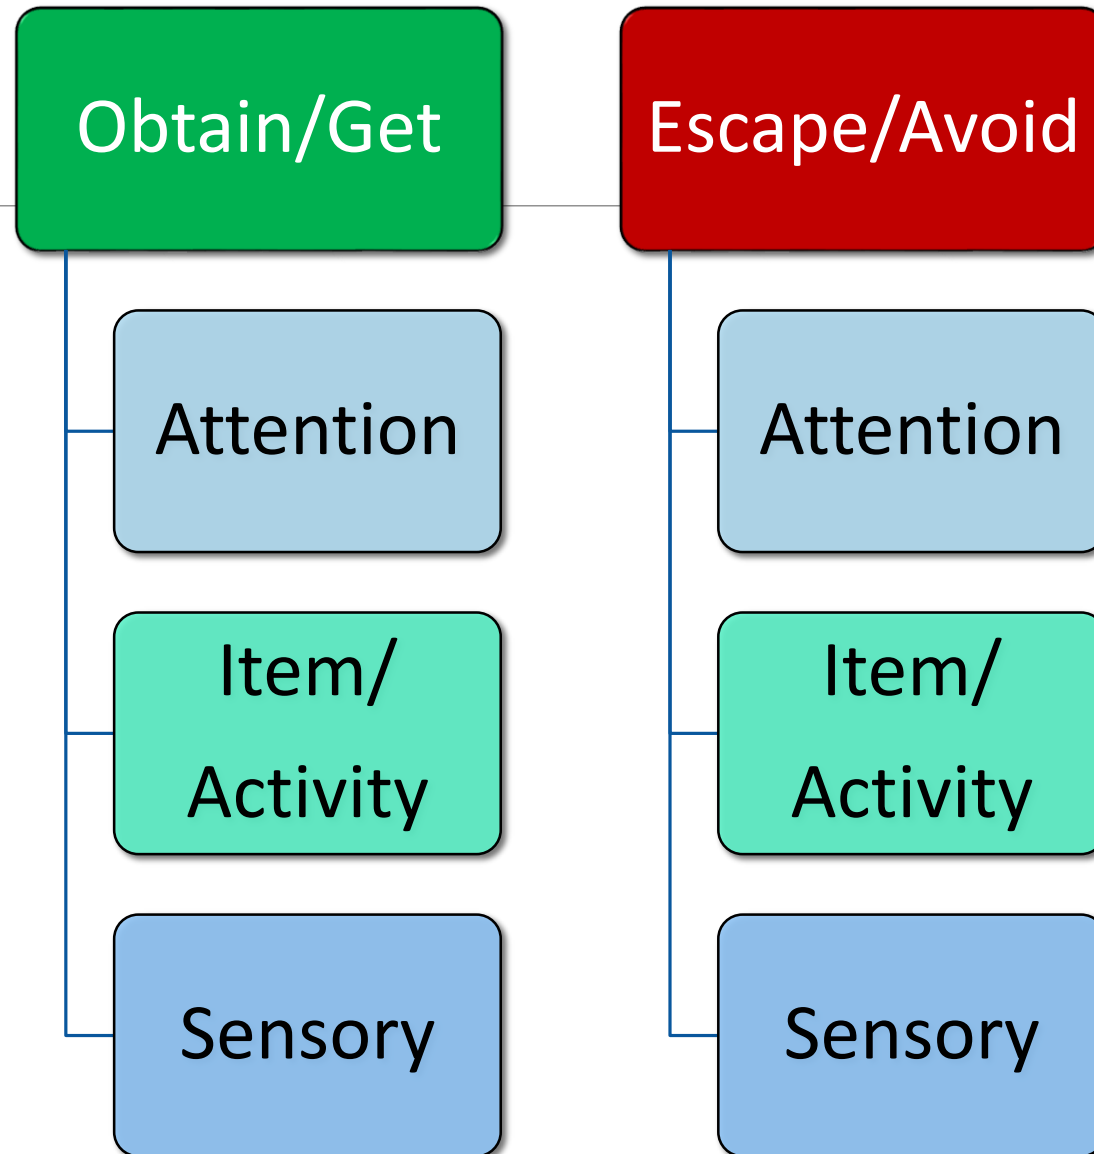 Obtain/Get
Attention
Item/
Activity
Sensory
Escape/Avoid
Attention
Item/
Activity
Sensory